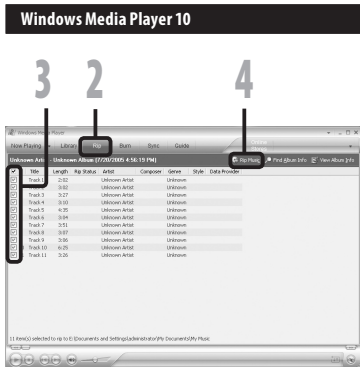 Windows Media Player 10
3 2 4
Windows Media Player
Now Playing Library Rip Burn Sync Guide
Unknown Artist - Unknown Album (7/20/2005 4:56:19 PM) Rip Music Find Album Info View Album Info
Title Length Rip Status Artist Composer Genre Style Data Provider
Track 1 2:02 Unknown Artist Unknown
Track 2 3:02 Unknown Artist Unknown
Track 3 3:27 Unknown Artist Unknown
Track 4 3:10 Unknown Artist Unknown
Track 5 4:35 Unknown Artist Unknown
Track 6 3:04 Unknown Artist Unknown
Track 7 3:51 Unknown Artist Unknown
Track 8 3:07 Unknown Artist Unknown
Track 9 3:06 Unknown Artist Unknown
Track 10 6:25 Unknown Artist Unknown
Track 11 3:26 Unknown Artist Unknown
11 item(s) selected to rip to E:\Documents and Settings\administrator\My Documents\My Music